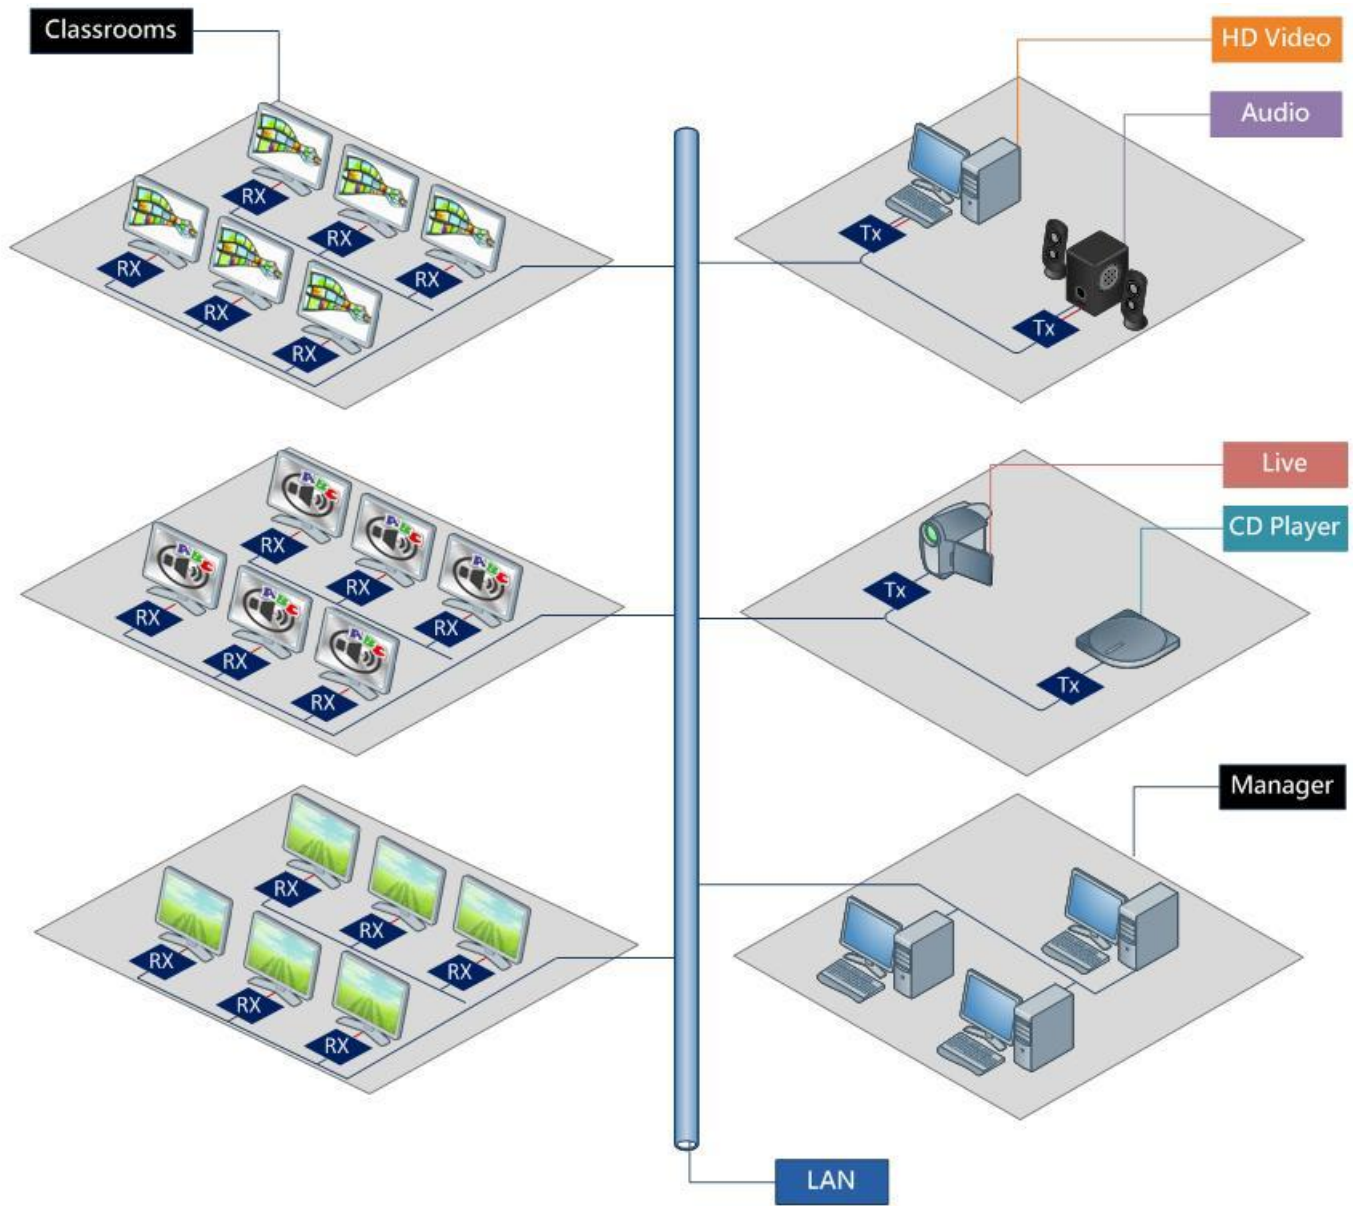 Classrooms
HD Video
Audio
RX
RX
RX
RX
RX
RX
Tx
Tx
Live
CD Player
RX
RX
RX
RX
RX
RX
Tx
Tx
Manager
RX
RX
RX
RX
RX
RX
LAN